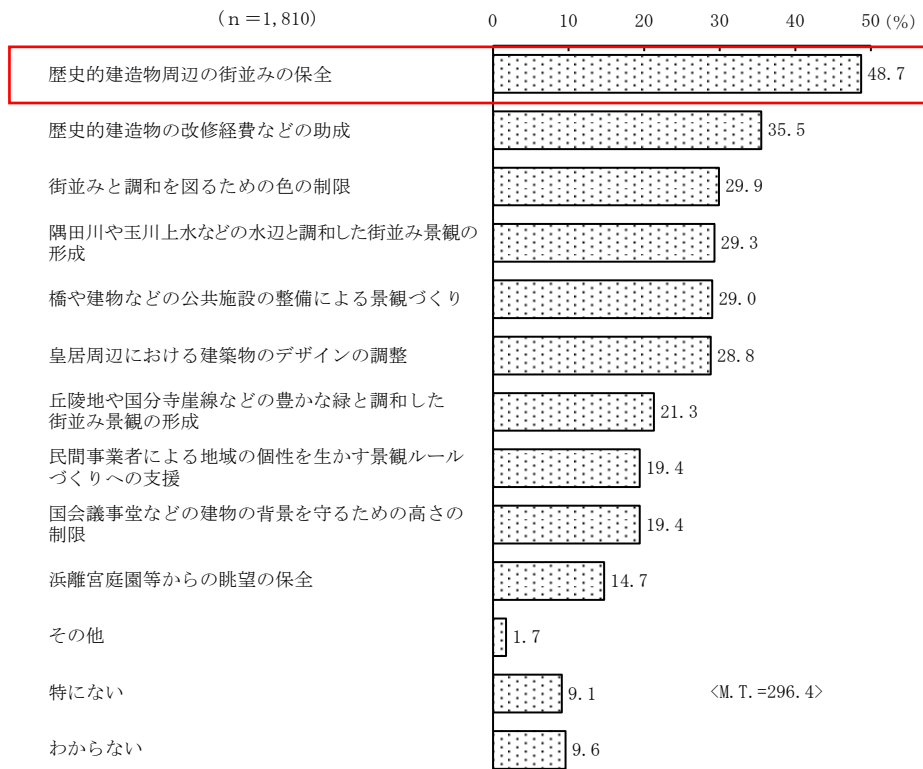 (n=1,810)
0 10 20 30 40 50 (%)
歴史的建造物周辺の街並みの保全 48.7
歴史的建造物の改修経費などの助成 35.5
街並みと調和を図るための色の制限 29.9
隅田川や玉川上水などの水辺と調和した街並み景観の
形成 29.3
橋や建物などの公共施設の整備による景観づくり 29.0
皇居周辺における建築物のデザインの調整 28.8
丘陵地や国分寺崖線などの豊かな緑と調和した
街並み景観の形成 21.3
民間事業者による地域の個性を生かす景観ルール
づくりへの支援 19.4
国会議事堂などの建物の背景を守るための高さの
制限 19.4
浜離宮庭園等からの眺望の保全 14.7
その他 1.7
特にない 9.1 <M.T.=296.4>
わからない 9.6